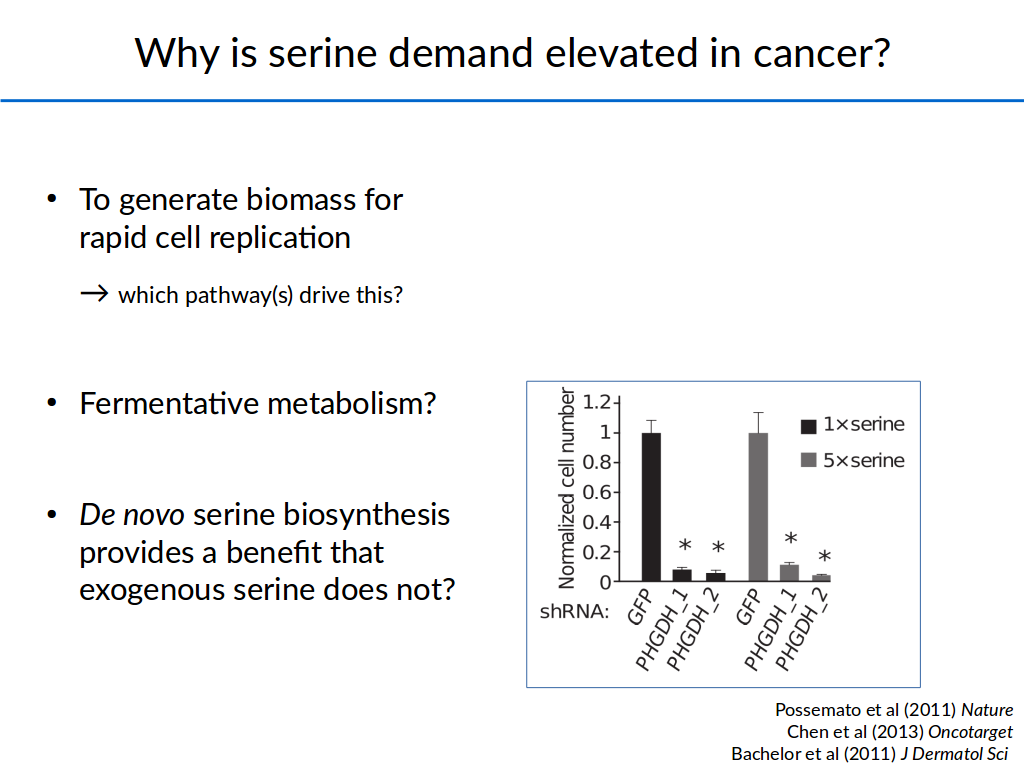 Why is serine demand elevated in cancer?
• To generate biomass for
rapid cell replication
→ which pathway(s) drive this?
• Fermentative metabolism?
• De novo serine biosynthesis
provides a benefit that
exogenous serine does not?
Normalized cell number
1.2
1
0.8
0.6
0.4
0.2
0
* *
* *
1×serine
5×serine
shRNA:
GFP
PHGDH_1
PHGDH_2
GFP
PHGDH_1
PHGDH_2
Possemato et al (2011) Nature
Chen et al (2013) Oncotarget
Bachelor et al (2011) J Dermatol Sci